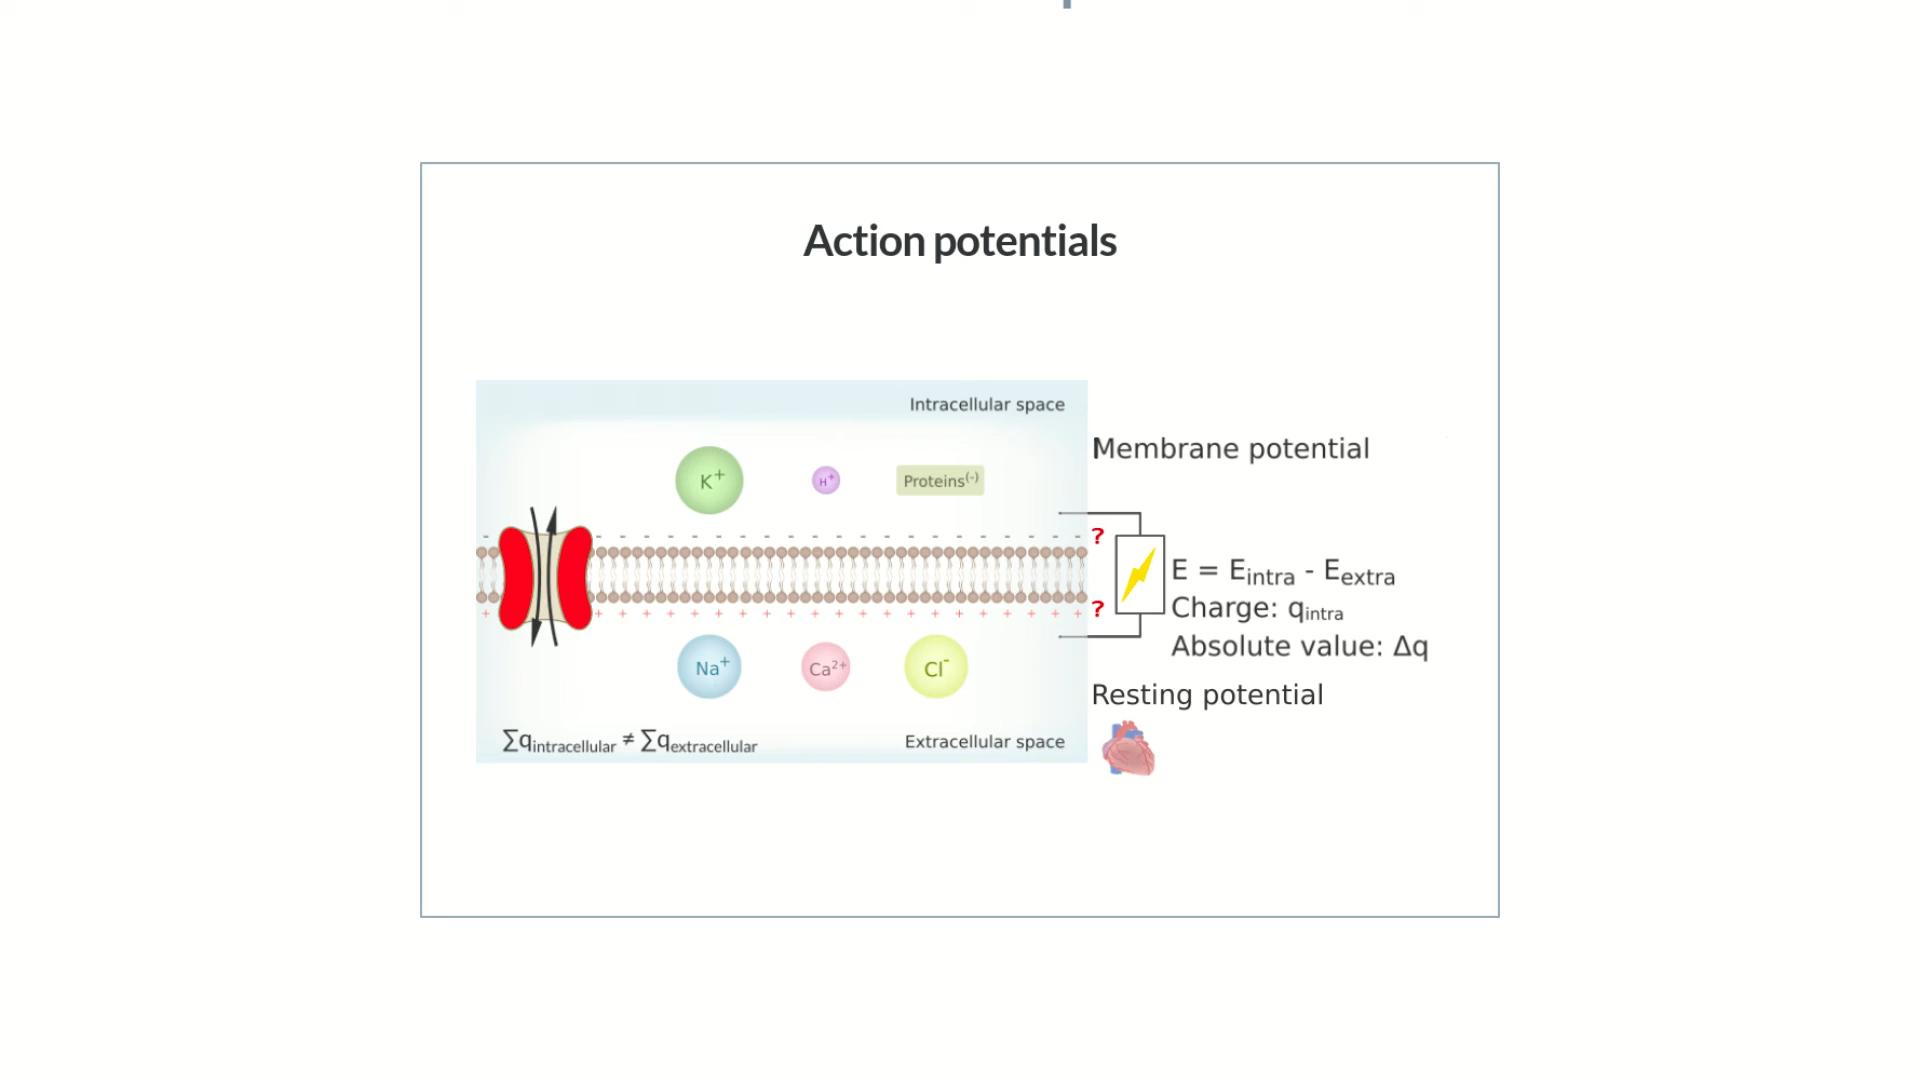 Action potentials
Intracellular space
K⁺
H⁺
Proteins⁽⁻⁾
Membrane potential
?
?
E = Eintra - Eextra
Charge: qintra
Absolute value: Δq
Na⁺
Ca²⁺
Cl⁻
Resting potential
∑qintracellular ≠ ∑qextracellular
Extracellular space